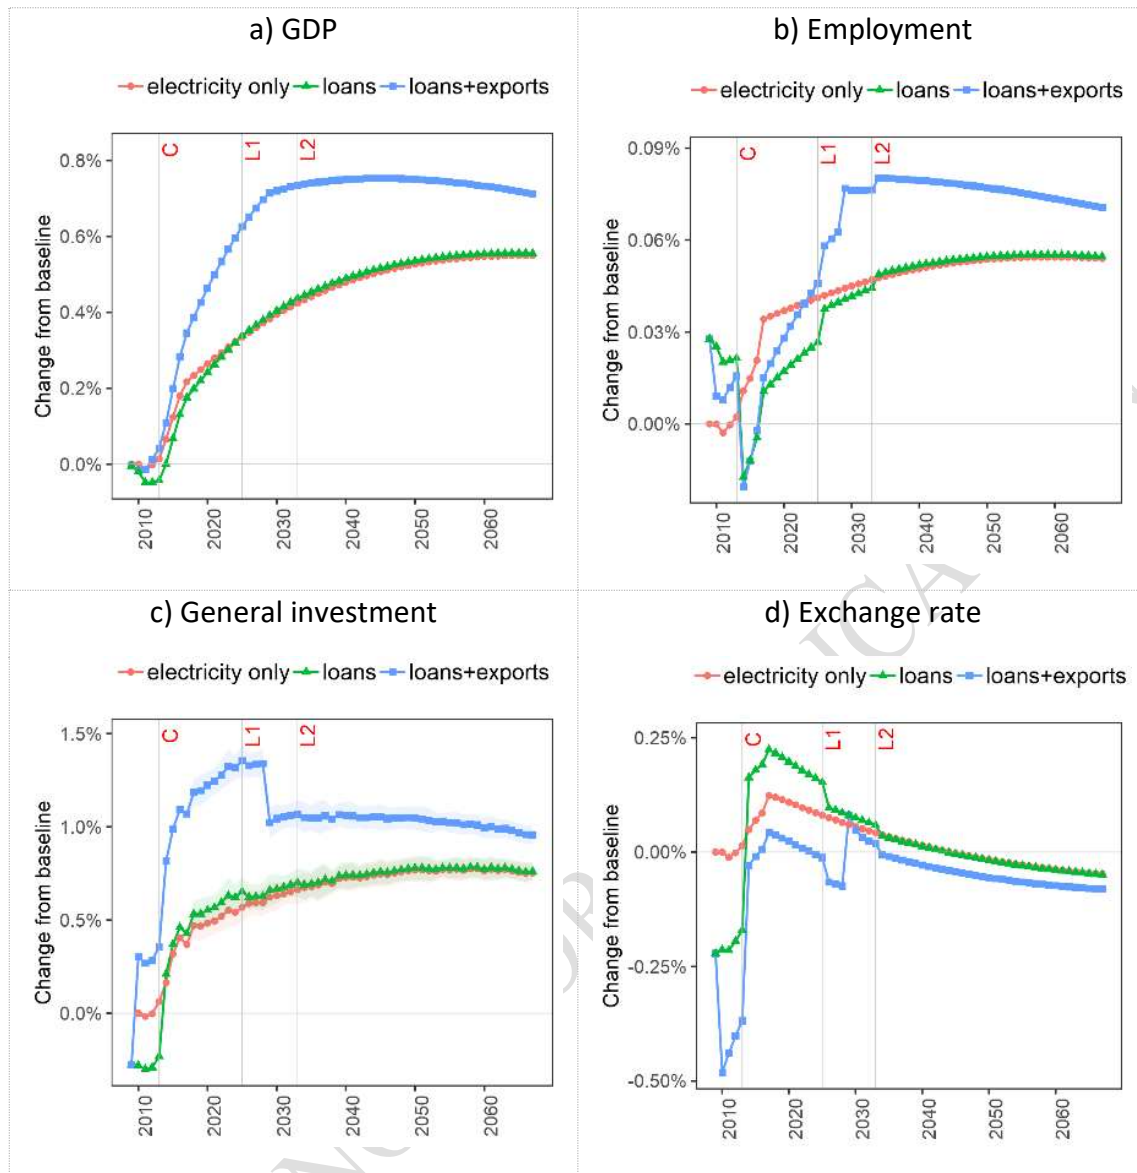 a) GDP
electricity only loans loans+exports
Change from baseline
0.8%
0.6%
0.4%
0.2%
0.0%
C
L1
L2
2010
2020
2030
2040
2050
2060
b) Employment
electricity only loans loans+exports
Change from baseline
0.09%
0.06%
0.03%
0.00%
C
L1
L2
2010
2020
2030
2040
2050
2060
c) General investment
electricity only loans loans+exports
Change from baseline
1.5%
1.0%
0.5%
0.0%
C
L1
L2
2010
2020
2030
2040
2050
2060
d) Exchange rate
electricity only loans loans+exports
Change from baseline
0.25%
0.00%
-0.25%
-0.50%
C
L1
L2
2010
2020
2030
2040
2050
2060